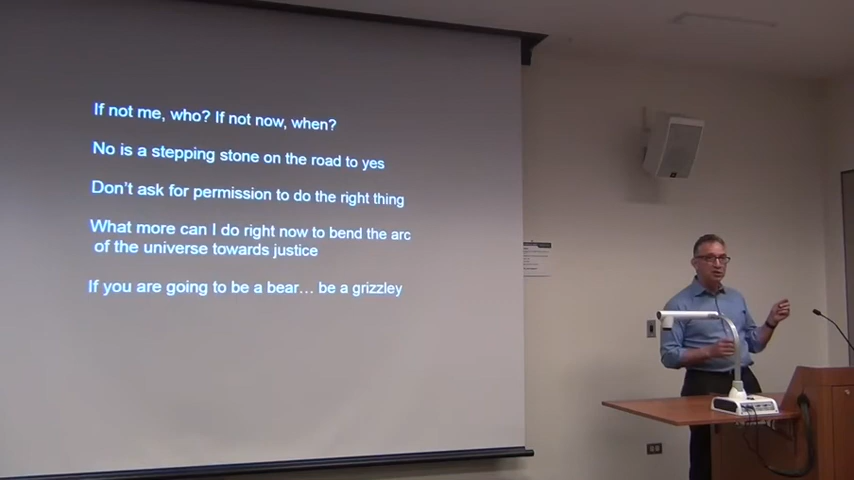 If not me, who? If not now, when?
No is a stepping stone on the road to yes
Don't ask for permission to do the right thing
What more can I do right now to bend the arc
of the universe towards justice
If you are going to be a bear... be a grizzley